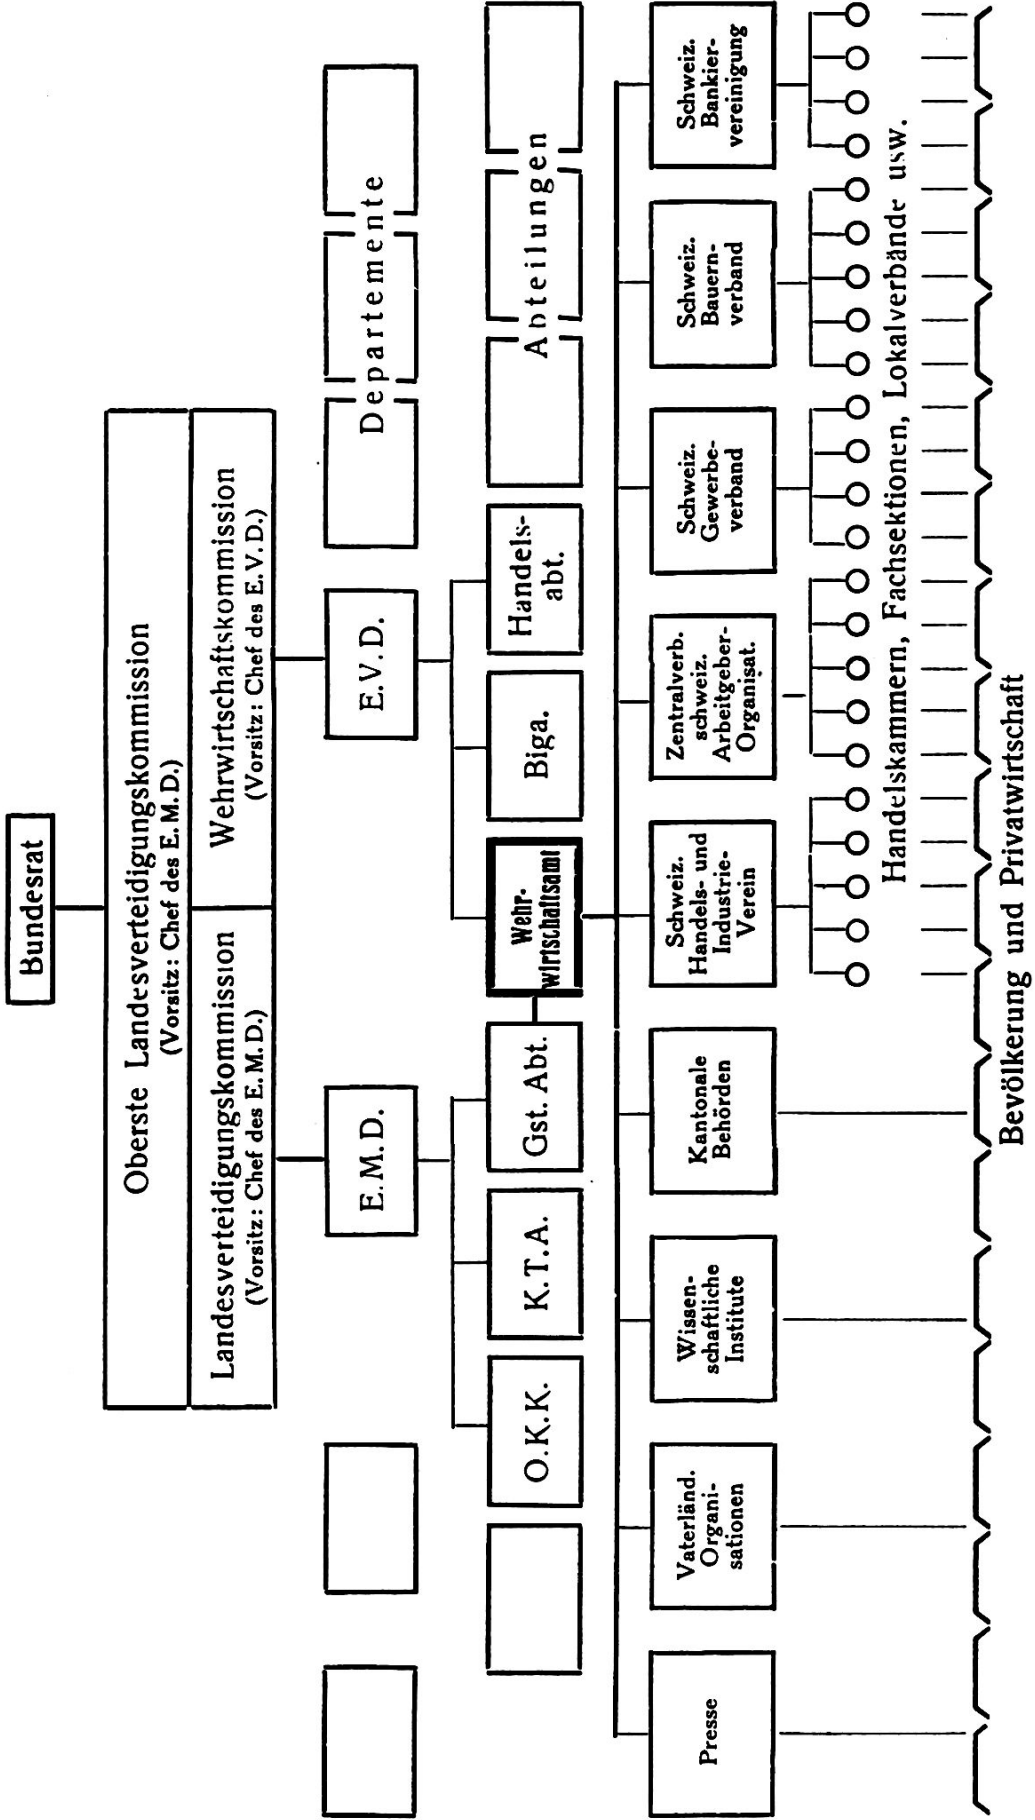 Bundesrat
Oberste Landesverteidigungskommission
(Vorsitz: Chef des E.M.D.)
Landesverteidigungskommission
(Vorsitz: Chef des E.M.D.)
Wehrwirtschaftskommission
(Vorsitz: Chef des E.V.D.)
E.M.D.
E.V.D.
Departemente
O.K.K.
K.T.A.
Gst. Abt.
Wehr-
wirtschaftsamt
Biga.
Handels-
abt.
Abteilungen
Presse
Vaterländ.
Organi-
sationen
Wissen-
schaftliche
Institute
Kantonale
Behörden
Schweiz.
Handels- und
Industrie-
Verein
Zentralverb.
schweiz.
Arbeitgeber-
Organisat.
Schweiz.
Gewerbe-
verband
Schweiz.
Bauern-
verband
Schweiz.
Bankier-
vereinigung
Handelskammern, Fachsektionen, Lokalverbände usw.
Bevölkerung und Privatwirtschaft